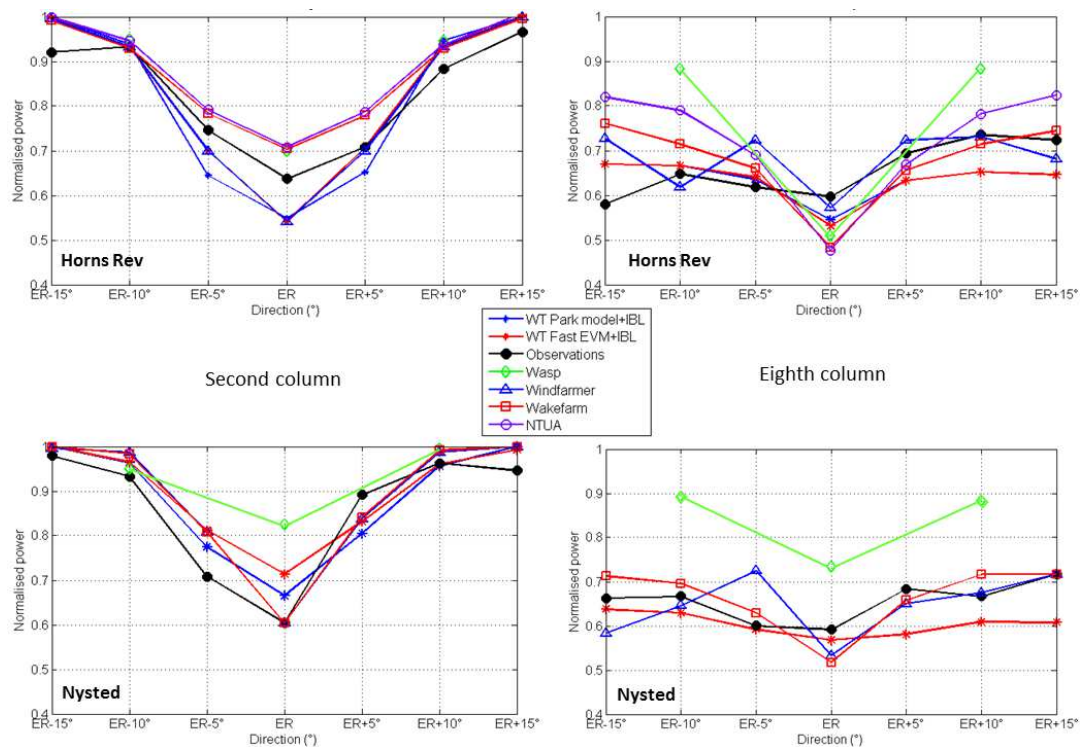 1
0.9
0.8
0.7
0.6
0.5
0.4
Normalised power
Horns Rev
ER-15° ER-10° ER-5° ER ER+5° ER+10° ER+15°
Direction (°)
1
0.9
0.8
0.7
0.6
0.5
0.4
Normalised power
Horns Rev
ER-15° ER-10° ER-5° ER ER+5° ER+10° ER+15°
Direction (°)
WT Park model+IBL
WT Fast EVM+IBL
Observations
Wasp
Windfarmer
Wakefarm
NTUA
Second column
Eighth column
1
0.9
0.8
0.7
0.6
0.5
0.4
Normalised power
Nysted
ER-15° ER-10° ER-5° ER ER+5° ER+10° ER+15°
Direction (°)
1
0.9
0.8
0.7
0.6
0.5
0.4
Normalised power
Nysted
ER-15° ER-10° ER-5° ER ER+5° ER+10° ER+15°
Direction (°)